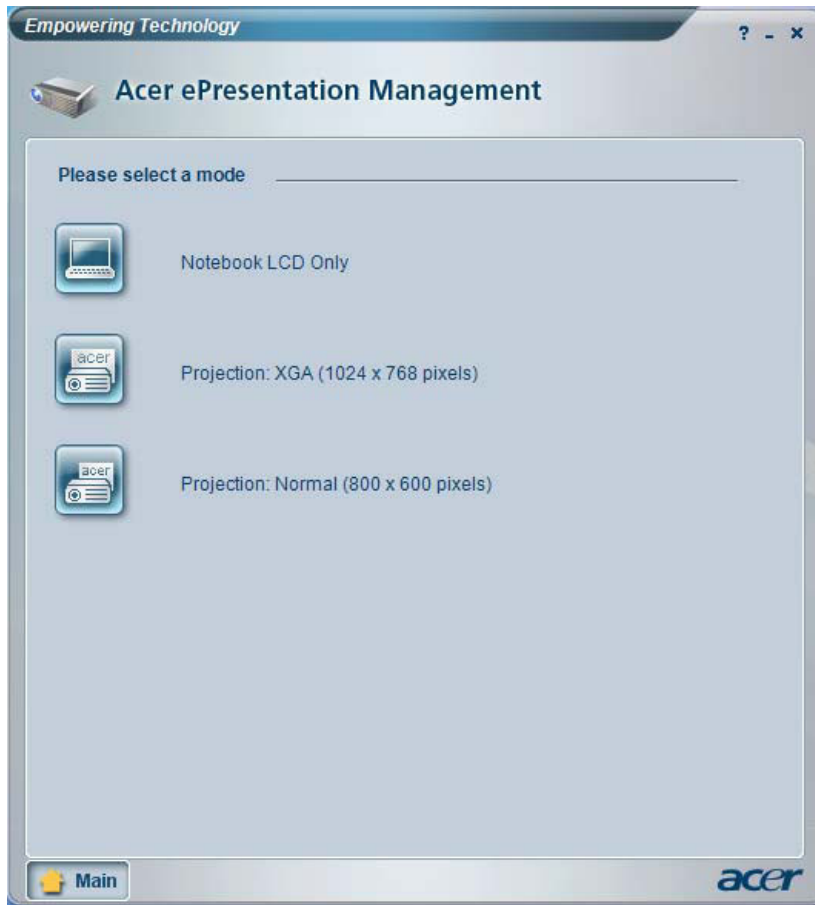 Empowering Technology
? - x
Acer ePresentation Management
Please select a mode
Notebook LCD Only
acer
Projection: XGA (1024 x 768 pixels)
acer
Projection: Normal (800 x 600 pixels)
Main
acer